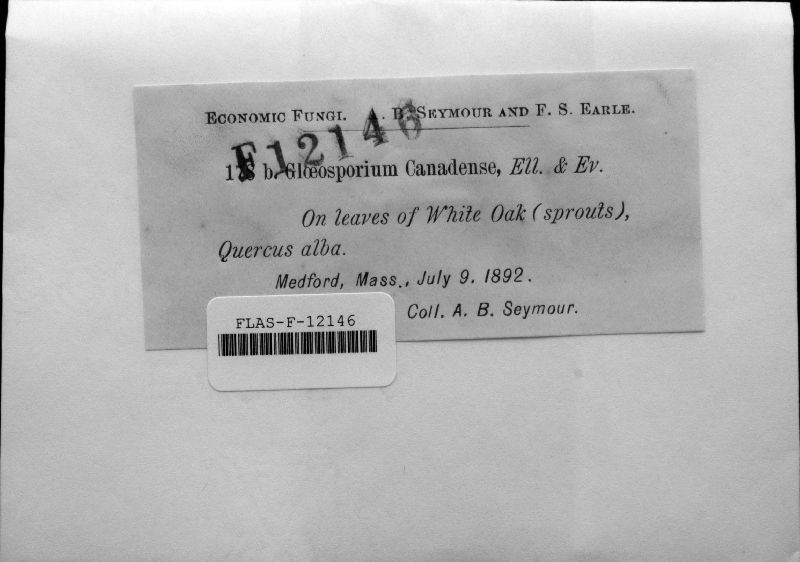 ECONOMIC FUNGI. A. B. SEYMOUR AND F. S. EARLE.
F12146
b. Glœosporium Canadense, Ell. & Ev.
On leaves of White Oak (sprouts),
Quercus alba.
Medford, Mass., July 9, 1892.
Coll. A. B. Seymour.
FLAS-F-12146